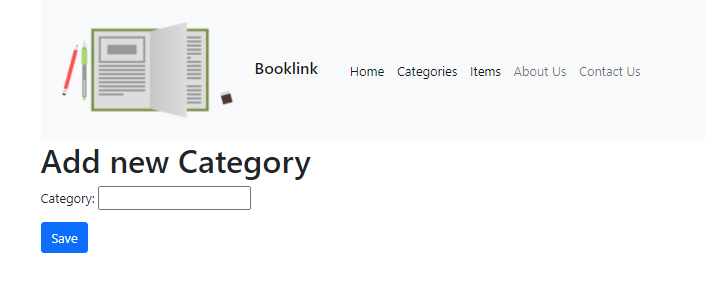 Booklink Home Categories Items About Us Contact Us
Add new Category
Category:
Save